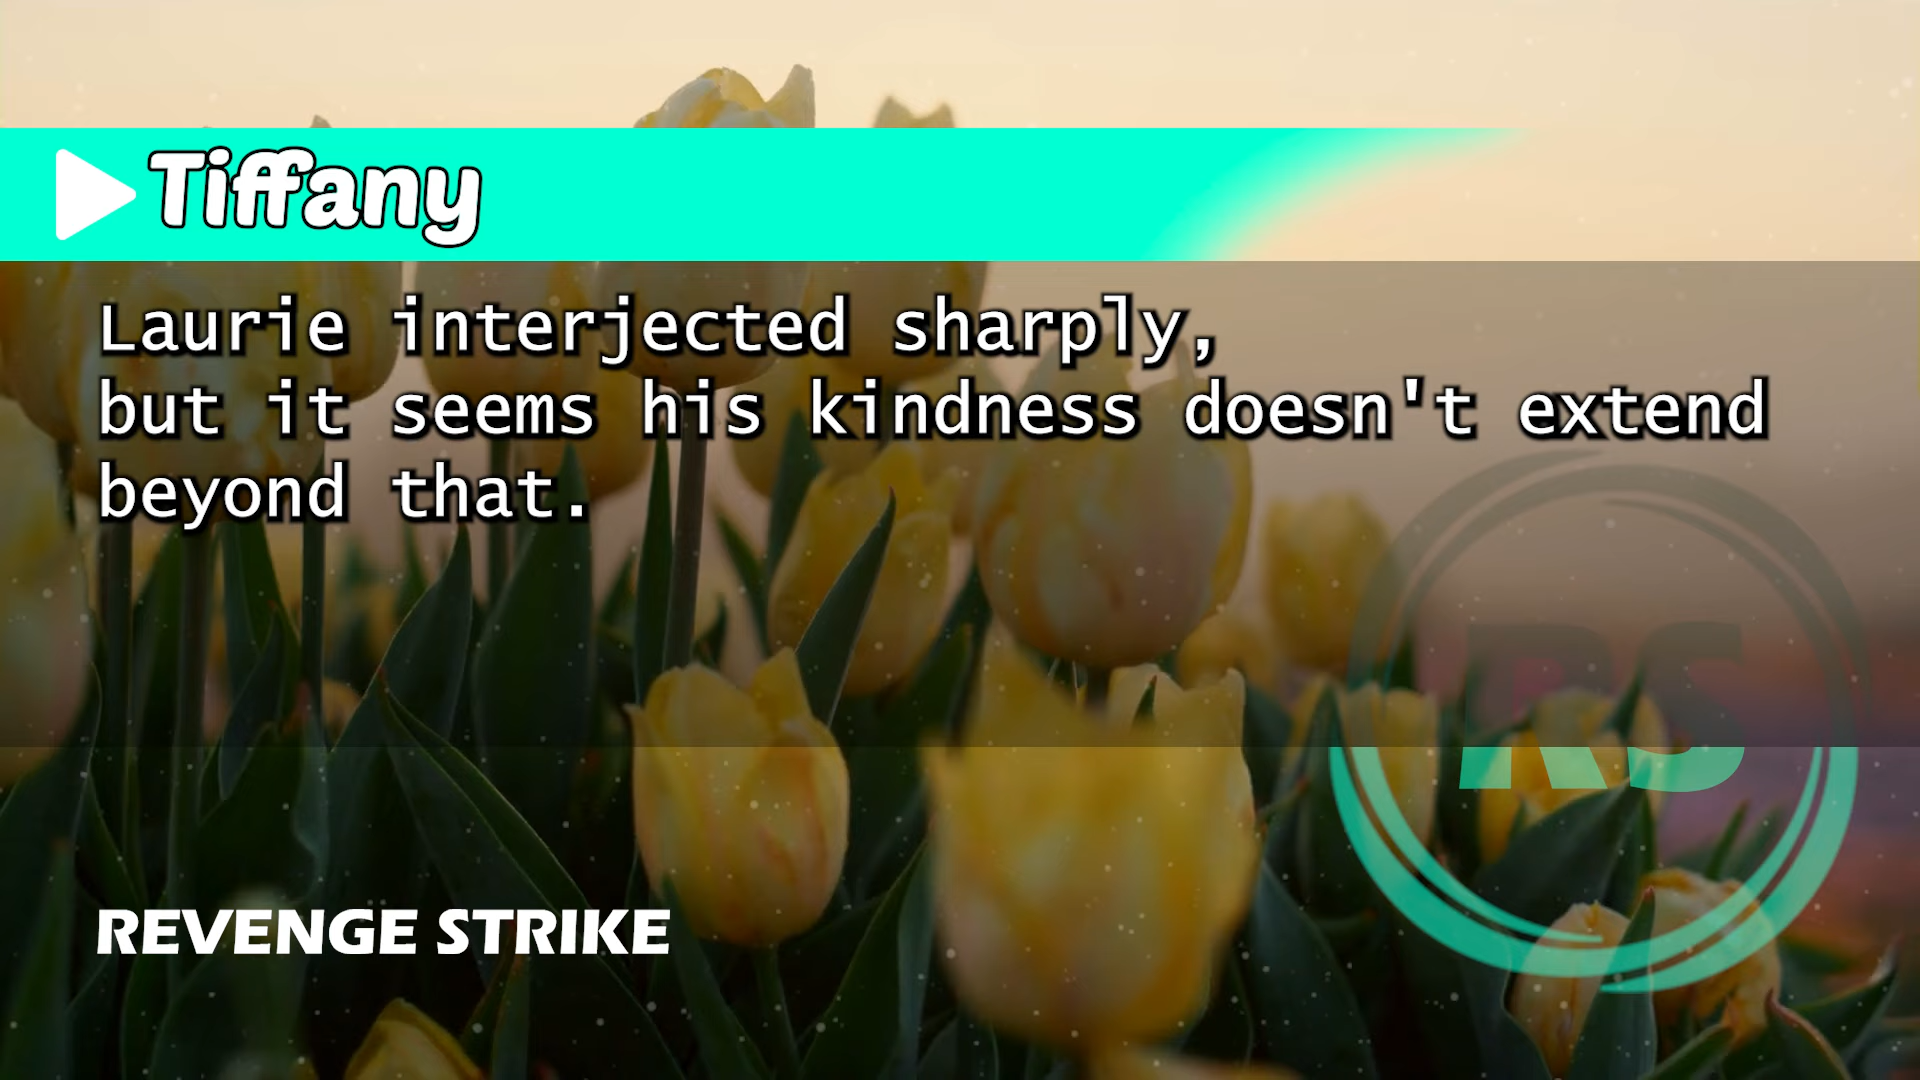 Tiffany
Laurie interjected sharply,
but it seems his kindness doesn't extend
beyond that.
RS
REVENGE STRIKE